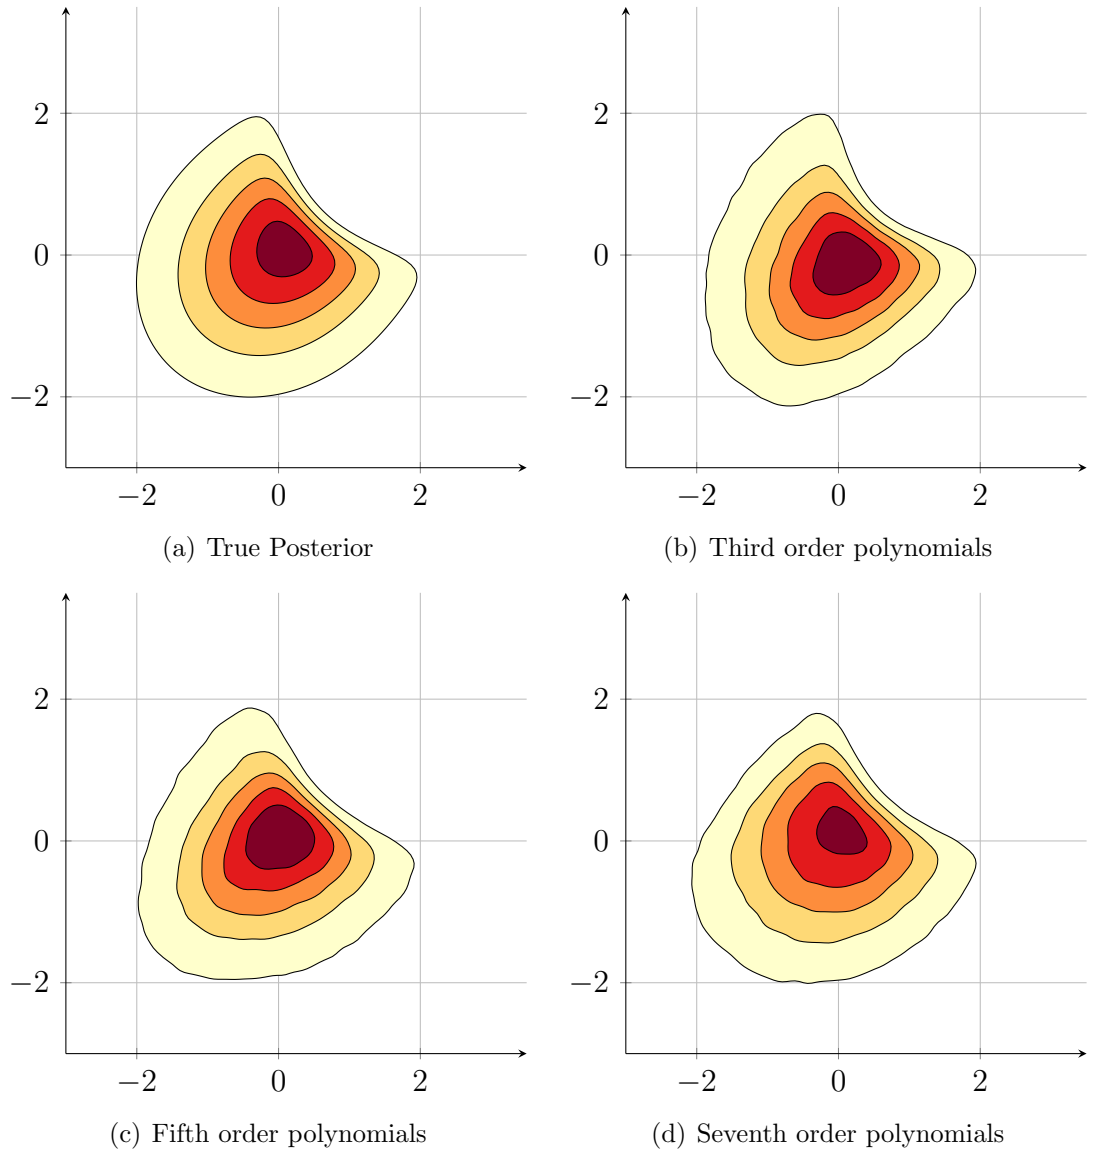 2
2
0
0
−2
−2
−2 0 2
−2 0 2
(a) True Posterior
(b) Third order polynomials
2
2
0
0
−2
−2
−2 0 2
−2 0 2
(c) Fifth order polynomials
(d) Seventh order polynomials